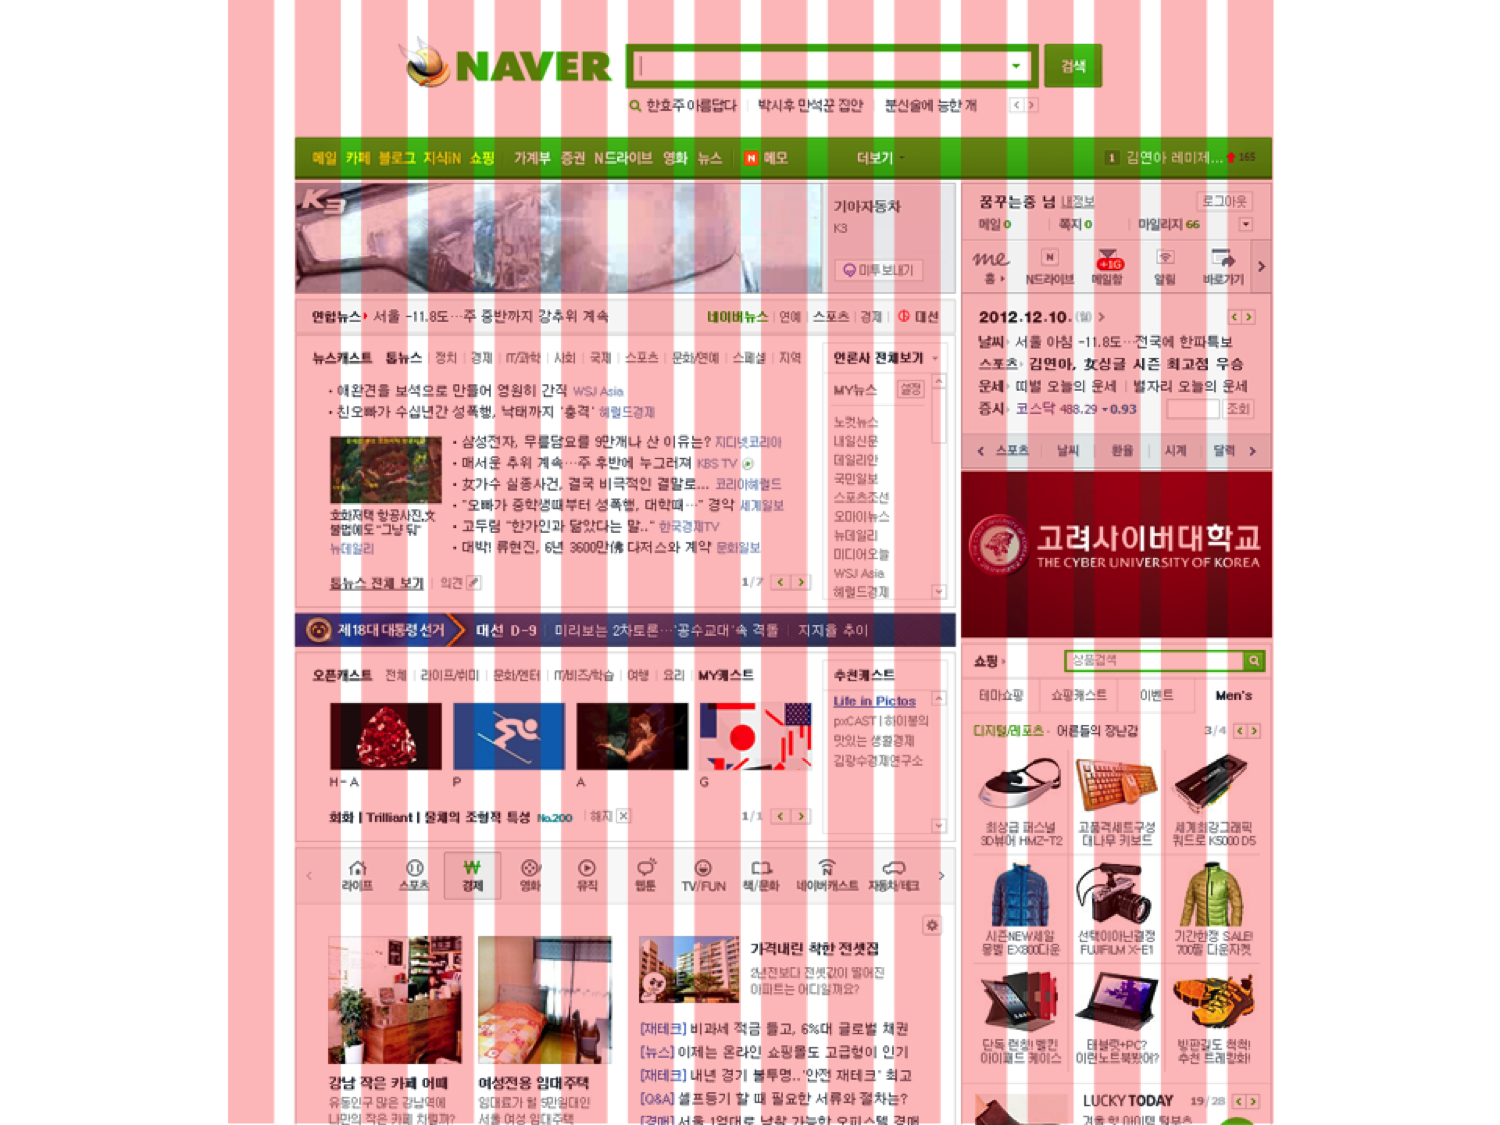 NAVER
검색
한효주 아름답다 박시후 만석꾼 집안 분신술에 능한 개
메일 카페 블로그 지식iN 쇼핑 가계부 증권 N드라이브 영화 뉴스 N 메모 더보기 1 김연아 레미제... 165
K3
기아자동차
K3
미투 보내기
꿈꾸는중 님 내정보 로그아웃
메일 0 쪽지 0 마일리지 66
me N +1G
홈 N드라이브 메일함 알림 바로가기
연합뉴스 서울 -11.8도…주 중반까지 강추위 계속
네이버뉴스 | 연예 | 스포츠 | 경제 | 대선
뉴스캐스트 톱뉴스 | 정치 | 경제 | IT/과학 | 사회 | 국제 | 스포츠 | 문화/연예 | 스페셜 | 지역
· 애완견을 보석으로 만들어 영원히 간직 WSJ Asia
· 친오빠가 수십년간 성폭행, 낙태까지 '충격' 헤럴드경제
· 삼성전자, 무릎담요를 9만개나 산 이유는? 지디넷코리아
· 매서운 추위 계속…주 후반에 누그러져 KBS TV
· 女가수 실종사건, 결국 비극적인 결말로... 코리아헤럴드
· "오빠가 중학생때부터 성폭행, 대학때…" 경악 세계일보
· 고두림 "한가인과 닮았다는 말.." 한국경제TV
· 대박! 류현진, 6년 3600만佛 다저스와 계약 문화일보
호화저택 항공사진,文
불법에도 "그냥 둬"
뉴데일리
톱뉴스 전체 보기 | 의견
1/7
언론사 전체보기
MY뉴스 설정
노컷뉴스
내일신문
데일리안
국민일보
스포츠조선
오마이뉴스
뉴데일리
미디어오늘
WSJ Asia
헤럴드경제
2012.12.10.(월)
날씨 서울 아침 -11.8도…전국에 한파특보
스포츠 김연아, 女싱글 시즌 최고점 우승
운세 띠별 오늘의 운세 | 별자리 오늘의 운세
증시 코스닥 488.29 0.93 조회
스포츠 날씨 환율 시계 달력
고려사이버대학교
THE CYBER UNIVERSITY OF KOREA
제18대 대통령 선거 대선 D-9 | 미리보는 2차토론…'공수교대'속 격돌 | 지지율 추이
오픈캐스트 전체 | 라이프/취미 | 문화/엔터 | IT/비즈/학습 | 여행 | 요리 | MY캐스트
H-A P A G
회화 | Trilliant | 물체의 조형적 특성 No.200 | 해지
1/1
추천캐스트
Life in Pictos
pxCAST | 하이붐의
맛있는 생활경제
김광수경제연구소
쇼핑 상품검색
테마쇼핑 쇼핑캐스트 이벤트 Men's
디지털/레포츠 · 어른들의 장난감 3/4
최상급 퍼스널
3D뷰어 HMZ-T2
고품격세트구성
대나무 키보드
세계최강그래픽
쿼드로 K5000 D5
시즌NEW세일
몽벨 EX800다운
선택이아닌결정
FUJIFILM X-E1
기간한정 SALE!
700필 다운자켓
단독 런칭! 벨킨
아이패드 케이스
태블릿+PC?
이런노트북봤어?
빙판길도 척척!
추천 트레킹화!
LUCKY TODAY 19/28
라이프 스포츠 경제 영화 뮤직 웹툰 TV/FUN 책/문화 네이버캐스트 자동차/테크
강남 작은 카페 어때
유동인구 많은 강남역에
나만의 작은 카페 차릴까?
여성전용 임대주택
임대료가 월 5만원대인
서울 여성 임대주택
가격내린 착한 전셋집
2년전보다 전셋값이 떨어진
아파트는 어디일까요?
[재테크] 비과세 적금 들고, 6%대 글로벌 채권
[뉴스] 이제는 온라인 쇼핑몰도 고급형이 인기
[재테크] 내년 경기 불투명..'안전 재테크' 최고
[Q&A] 셀프등기 할 때 필요한 서류와 절차는?
[경매] 서울 1억대로 낙찰 가능한 오피스텔 경매